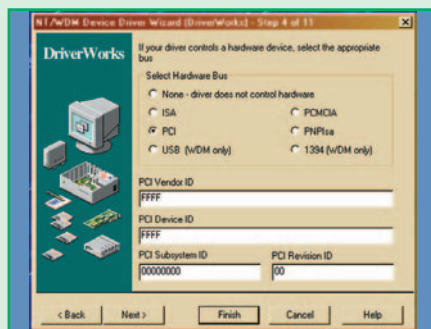 NT/WDM Device Driver Wizard (DriverWorks) - Step 4 of 11
DriverWorks
If your driver controls a hardware device, select the appropriate
bus
Select Hardware Bus
None - driver does not control hardware
ISA
PCMCIA
PCI
PNPIsa
USB (WDM only)
1394 (WDM only)
PCI Vendor ID
FFFF
PCI Device ID
FFFF
PCI Subsystem ID
PCI Revision ID
00000000
00
< Back
Next >
Finish
Cancel
Help